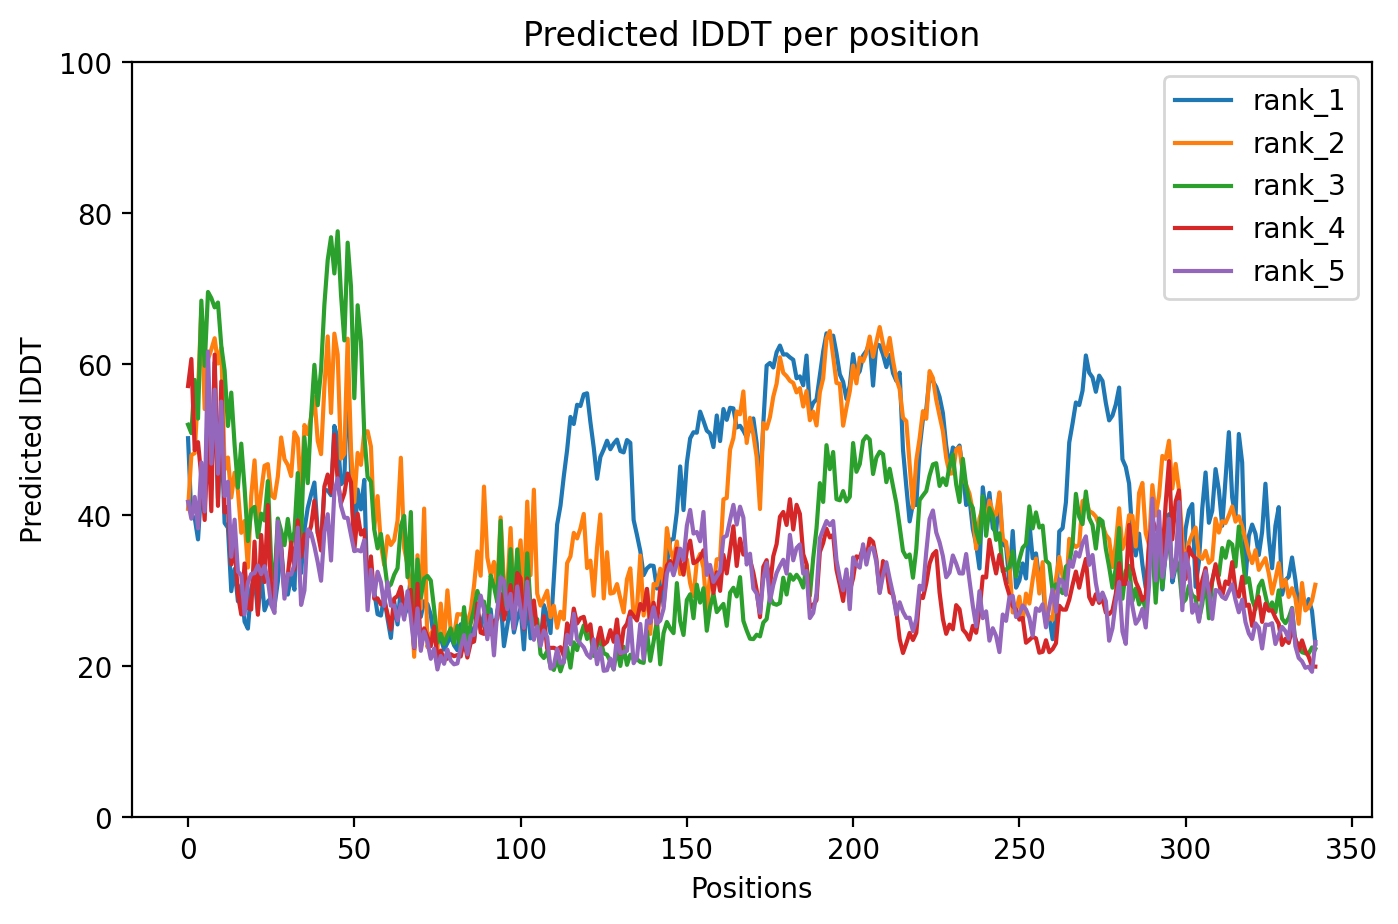 Predicted lDDT per position
100
80
60
40
20
0
Predicted lDDT
0 50 100 150 200 250 300 350
Positions
rank_1
rank_2
rank_3
rank_4
rank_5